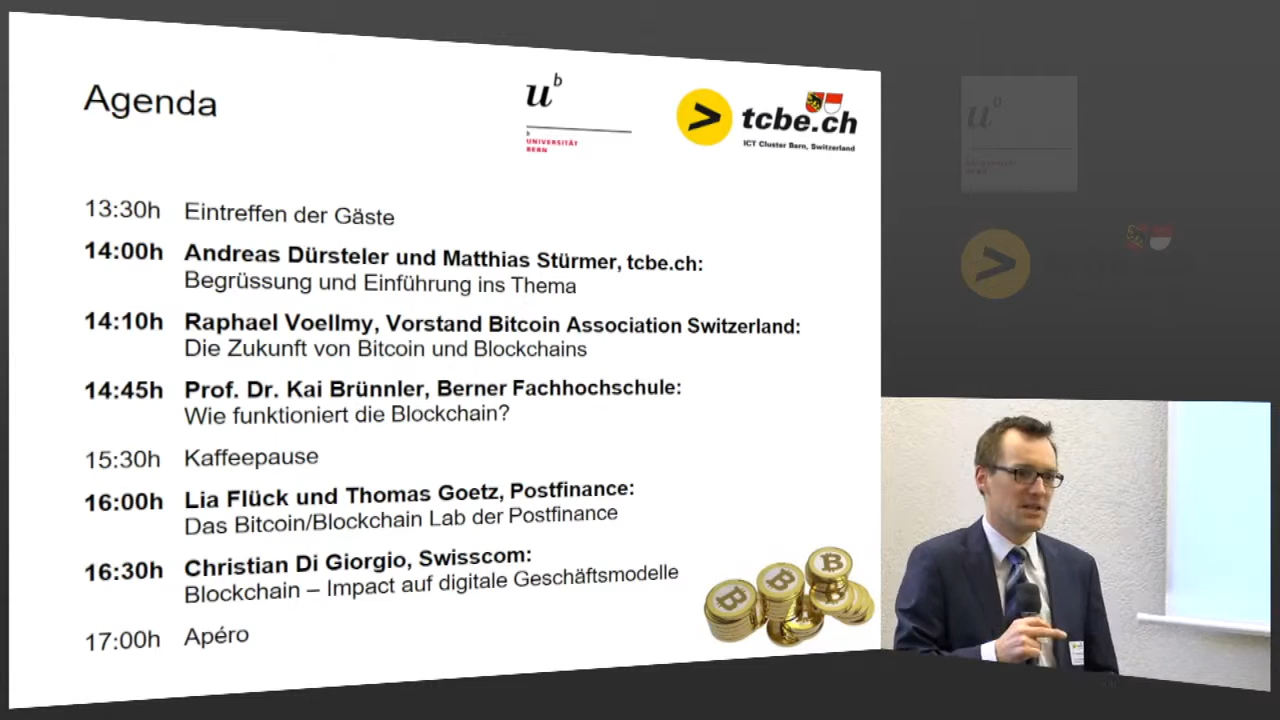 Agenda
u b
b
UNIVERSITÄT
BERN
> tcbe.ch
ICT Cluster Bern, Switzerland
13:30h Eintreffen der Gäste
14:00h Andreas Dürsteler und Matthias Stürmer, tcbe.ch:
Begrüssung und Einführung ins Thema
14:10h Raphael Voellmy, Vorstand Bitcoin Association Switzerland:
Die Zukunft von Bitcoin und Blockchains
14:45h Prof. Dr. Kai Brünnler, Berner Fachhochschule:
Wie funktioniert die Blockchain?
15:30h Kaffeepause
16:00h Lia Flück und Thomas Goetz, Postfinance:
Das Bitcoin/Blockchain Lab der Postfinance
16:30h Christian Di Giorgio, Swisscom:
Blockchain – Impact auf digitale Geschäftsmodelle
17:00h Apéro
u b
b
UNIVERSITÄT
BERN
>